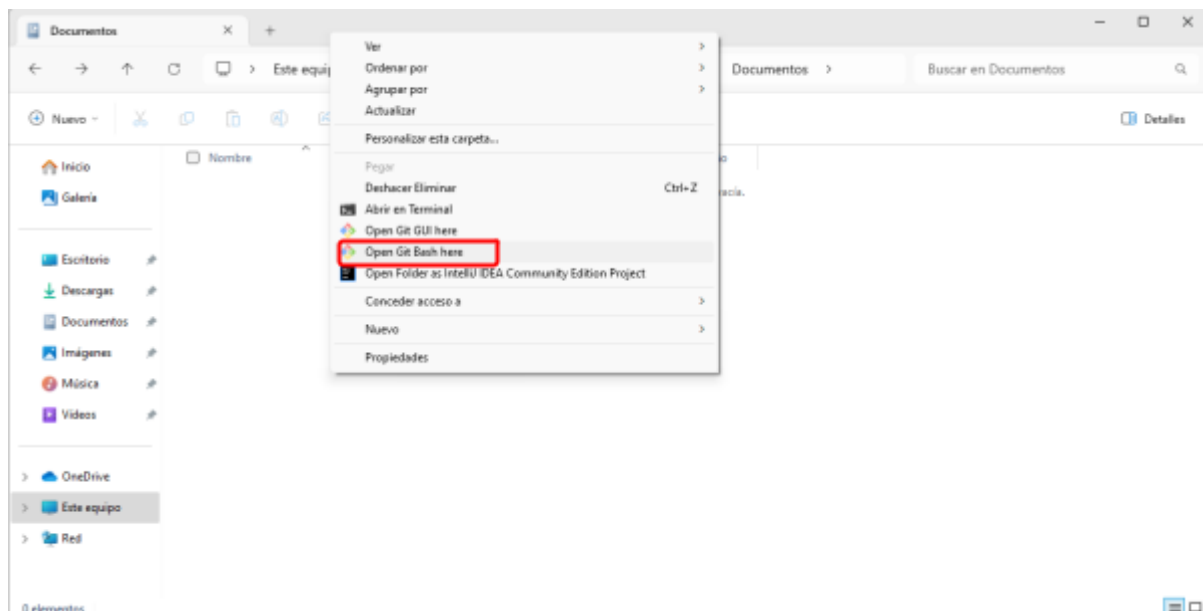 Documentos
Este equi
Documentos
Buscar en Documentos
Nuevo
Detalles
Inicio
Galería
Escritorio
Descargas
Documentos
Imágenes
Música
Vídeos
OneDrive
Este equipo
Red
0 elementos
Nombre
Ver
Ordenar por
Agrupar por
Actualizar
Personalizar esta carpeta...
Pegar
Deshacer Eliminar Ctrl+Z
Abrir en Terminal
Open Git GUI here
Open Git Bash here
Open Folder as IntelliJ IDEA Community Edition Project
Conceder acceso a
Nuevo
Propiedades